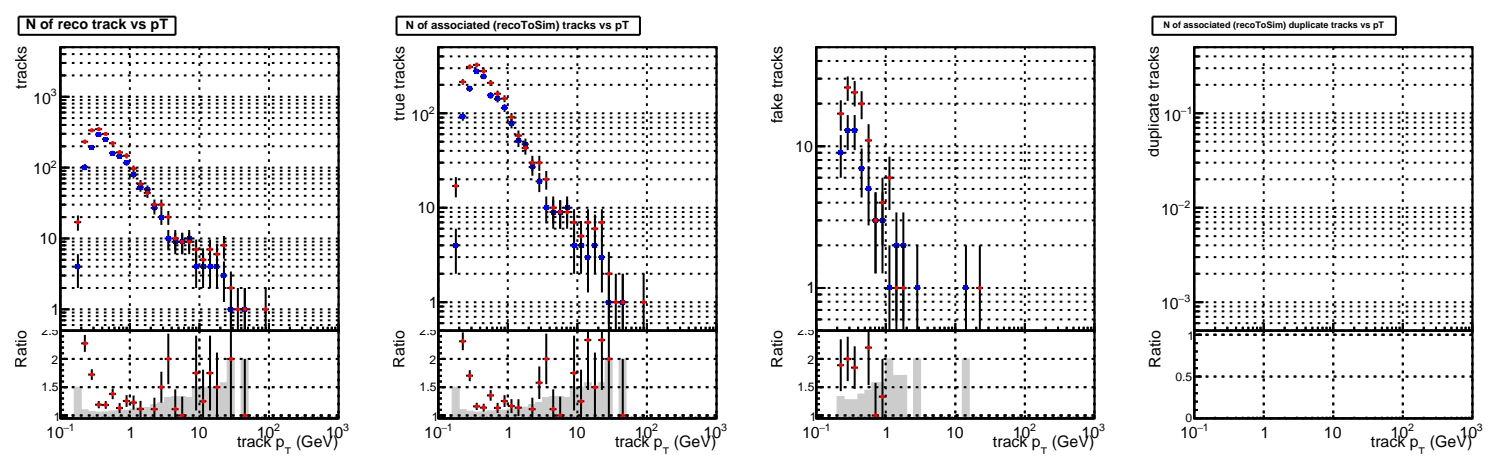 N of reco track vs pT
N of associated (recoToSim) tracks vs pT
N of associated (recoToSim) duplicate tracks vs pT
tracks
10³
10²
10
1
Ratio
2.5
2
1.5
1
10⁻¹ 1 10 10² 10³
track p_T (GeV)
true tracks
10²
10
1
Ratio
2.5
2
1.5
1
10⁻¹ 1 10 10² 10³
track p_T (GeV)
fake tracks
10
1
Ratio
2.5
2
1.5
1
10⁻¹ 1 10 10² 10³
track p_T (GeV)
duplicate tracks
10⁻¹
10⁻²
10⁻³
Ratio
1
0.5
0
10⁻¹ 1 10 10² 10³
track p_T (GeV)